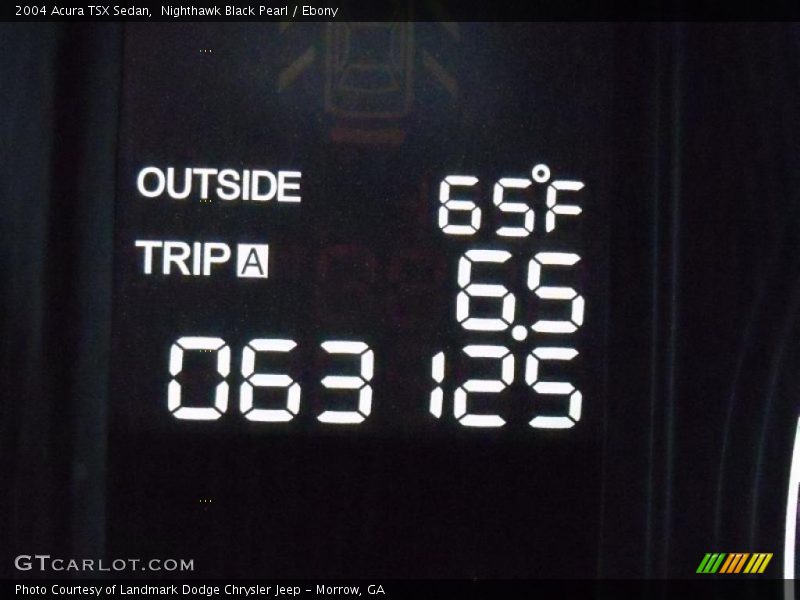 2004 Acura TSX Sedan,  Nighthawk Black Pearl / Ebony
OUTSIDE 65°F
TRIP A 6.5
063125
GTCARLOT.COM
Photo Courtesy of Landmark Dodge Chrysler Jeep - Morrow, GA